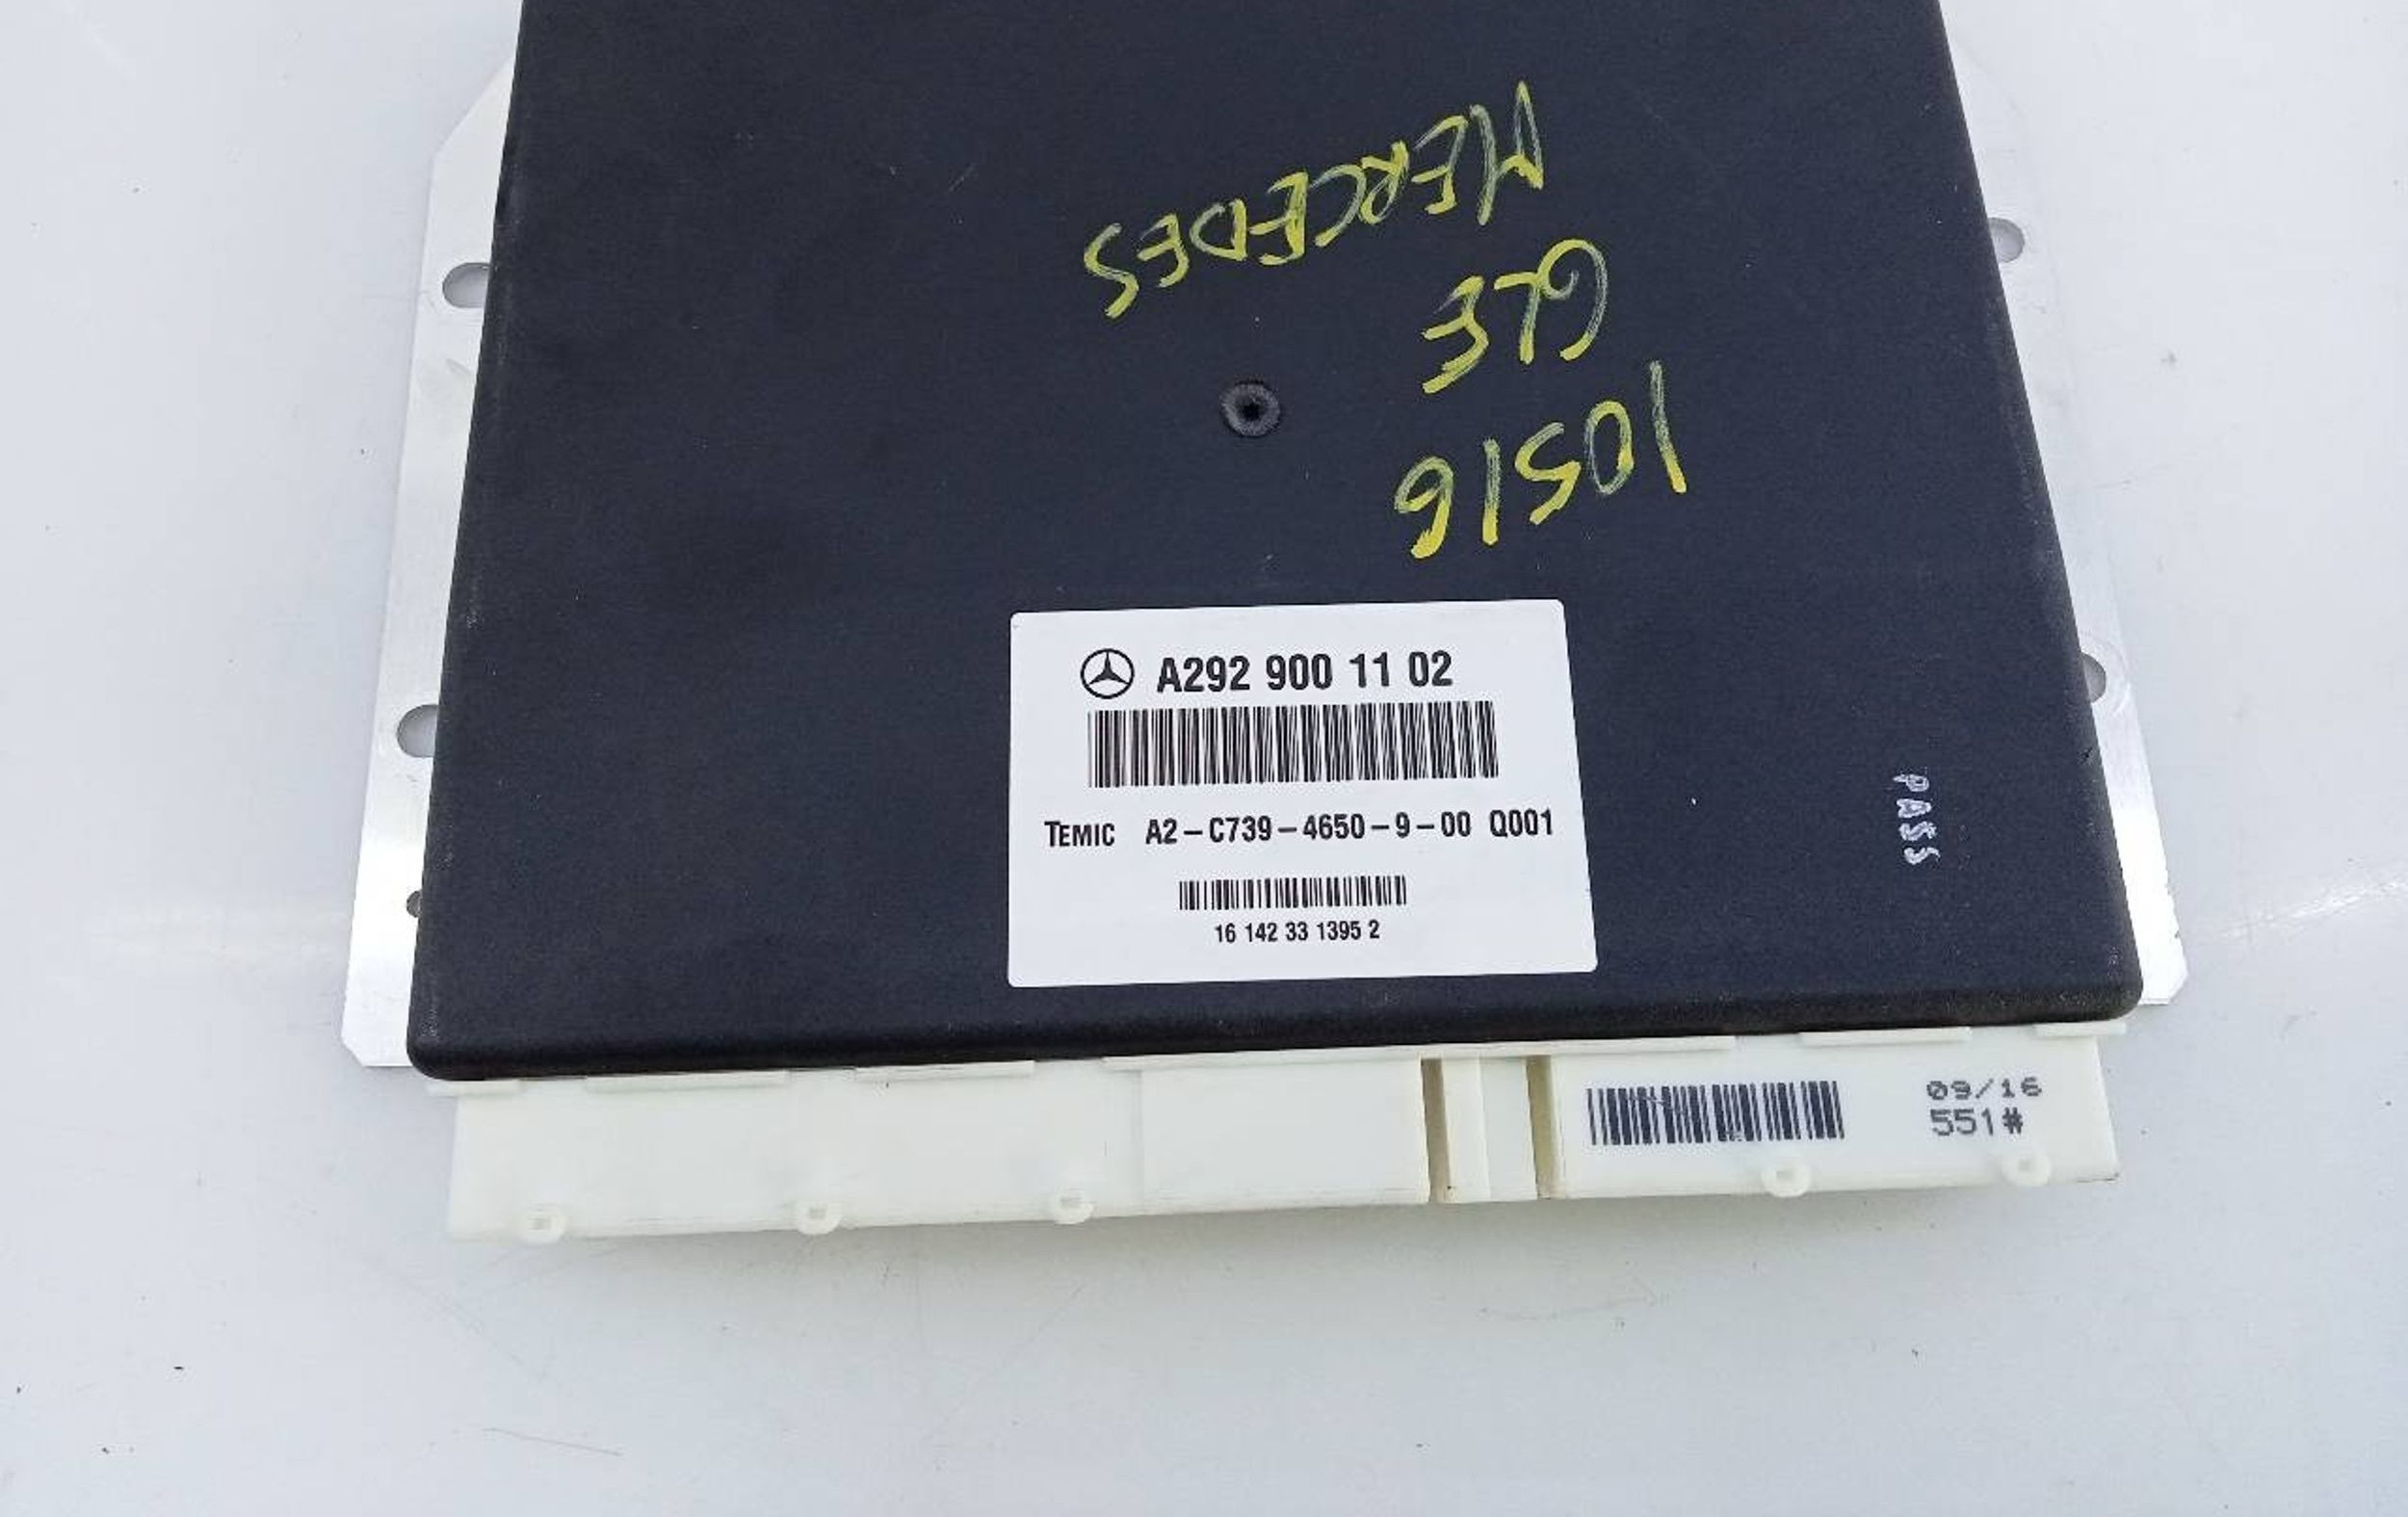 MERCEDES
GLE
10516
A292 900 11 02
TEMIC A2-C739-4650-9-00 Q001
16 142 33 1395 2
PASS
09/16
551#